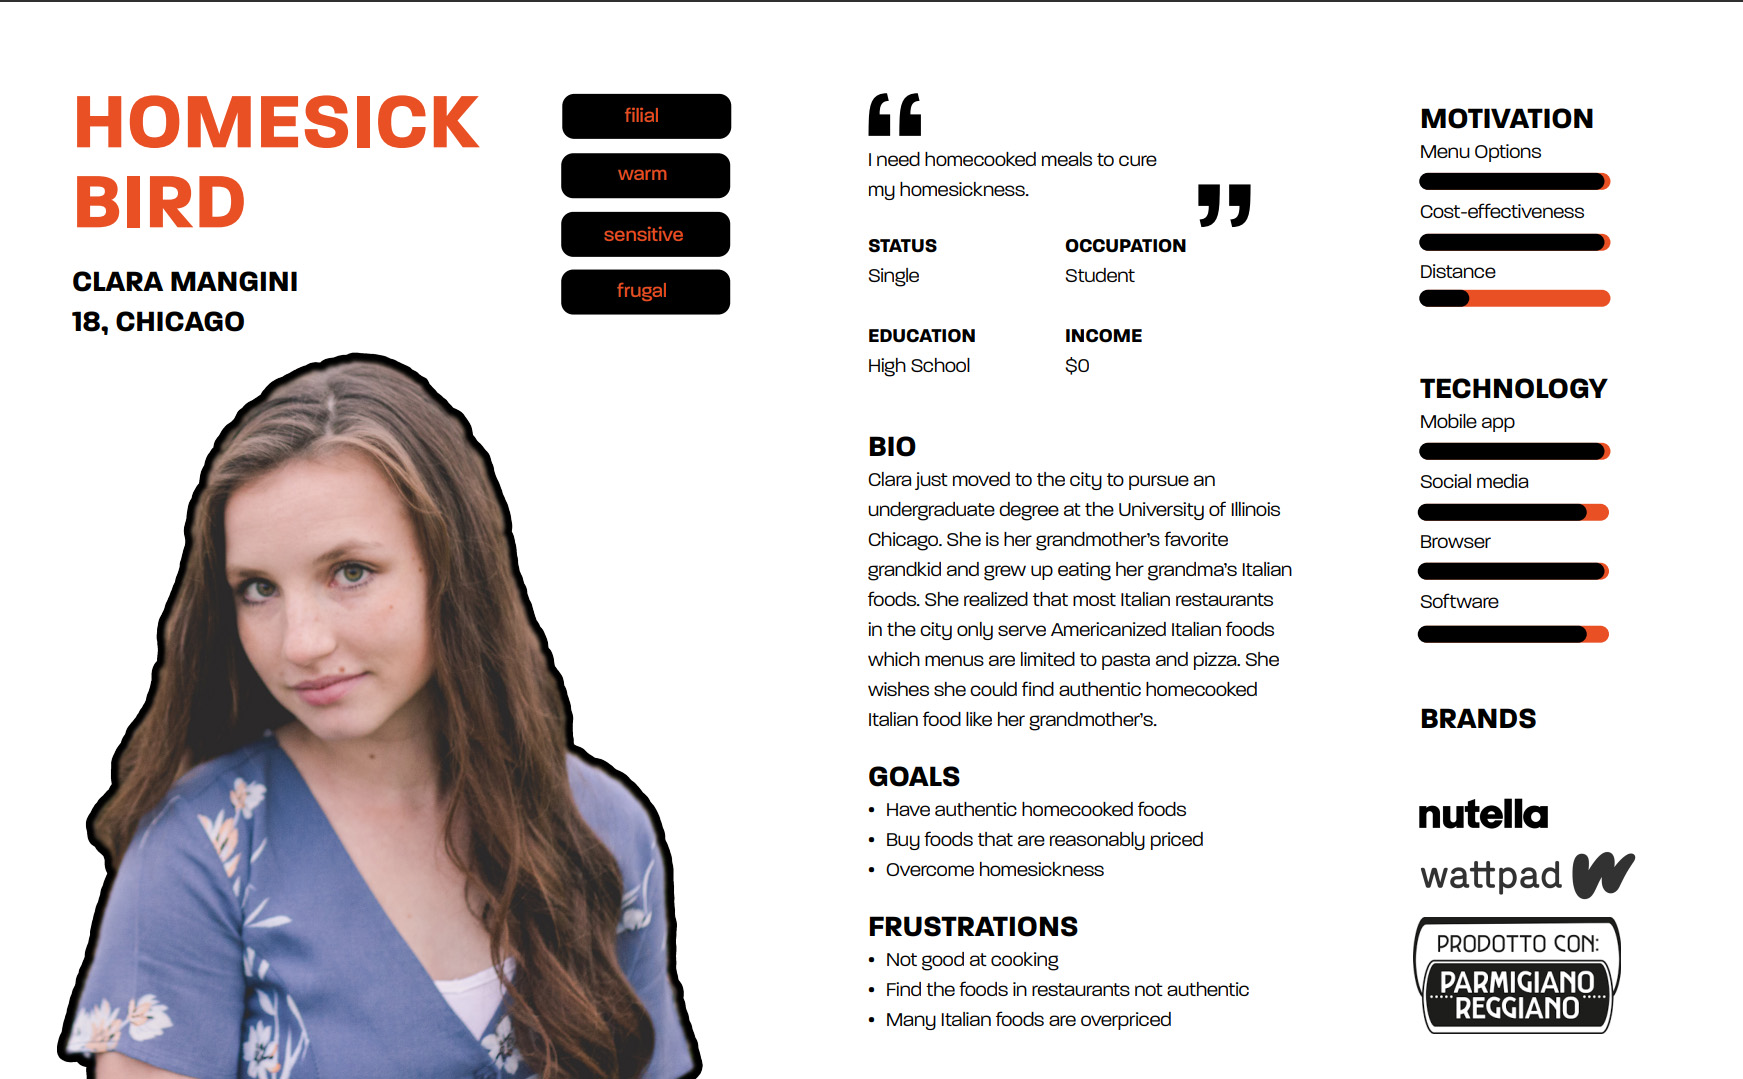 HOMESICK
BIRD
CLARA MANGINI
18, CHICAGO
filial
warm
sensitive
frugal
“
I need homecooked meals to cure
my homesickness.
”
STATUS
Single
OCCUPATION
Student
EDUCATION
High School
INCOME
$0
BIO
Clara just moved to the city to pursue an
undergraduate degree at the University of Illinois
Chicago. She is her grandmother’s favorite
grandkid and grew up eating her grandma’s Italian
foods. She realized that most Italian restaurants
in the city only serve Americanized Italian foods
which menus are limited to pasta and pizza. She
wishes she could find authentic homecooked
Italian food like her grandmother’s.
GOALS
• Have authentic homecooked foods
• Buy foods that are reasonably priced
• Overcome homesickness
FRUSTRATIONS
• Not good at cooking
• Find the foods in restaurants not authentic
• Many Italian foods are overpriced
MOTIVATION
Menu Options
Cost-effectiveness
Distance
TECHNOLOGY
Mobile app
Social media
Browser
Software
BRANDS
nutella
wattpad
PRODOTTO CON:
PARMIGIANO
REGGIANO